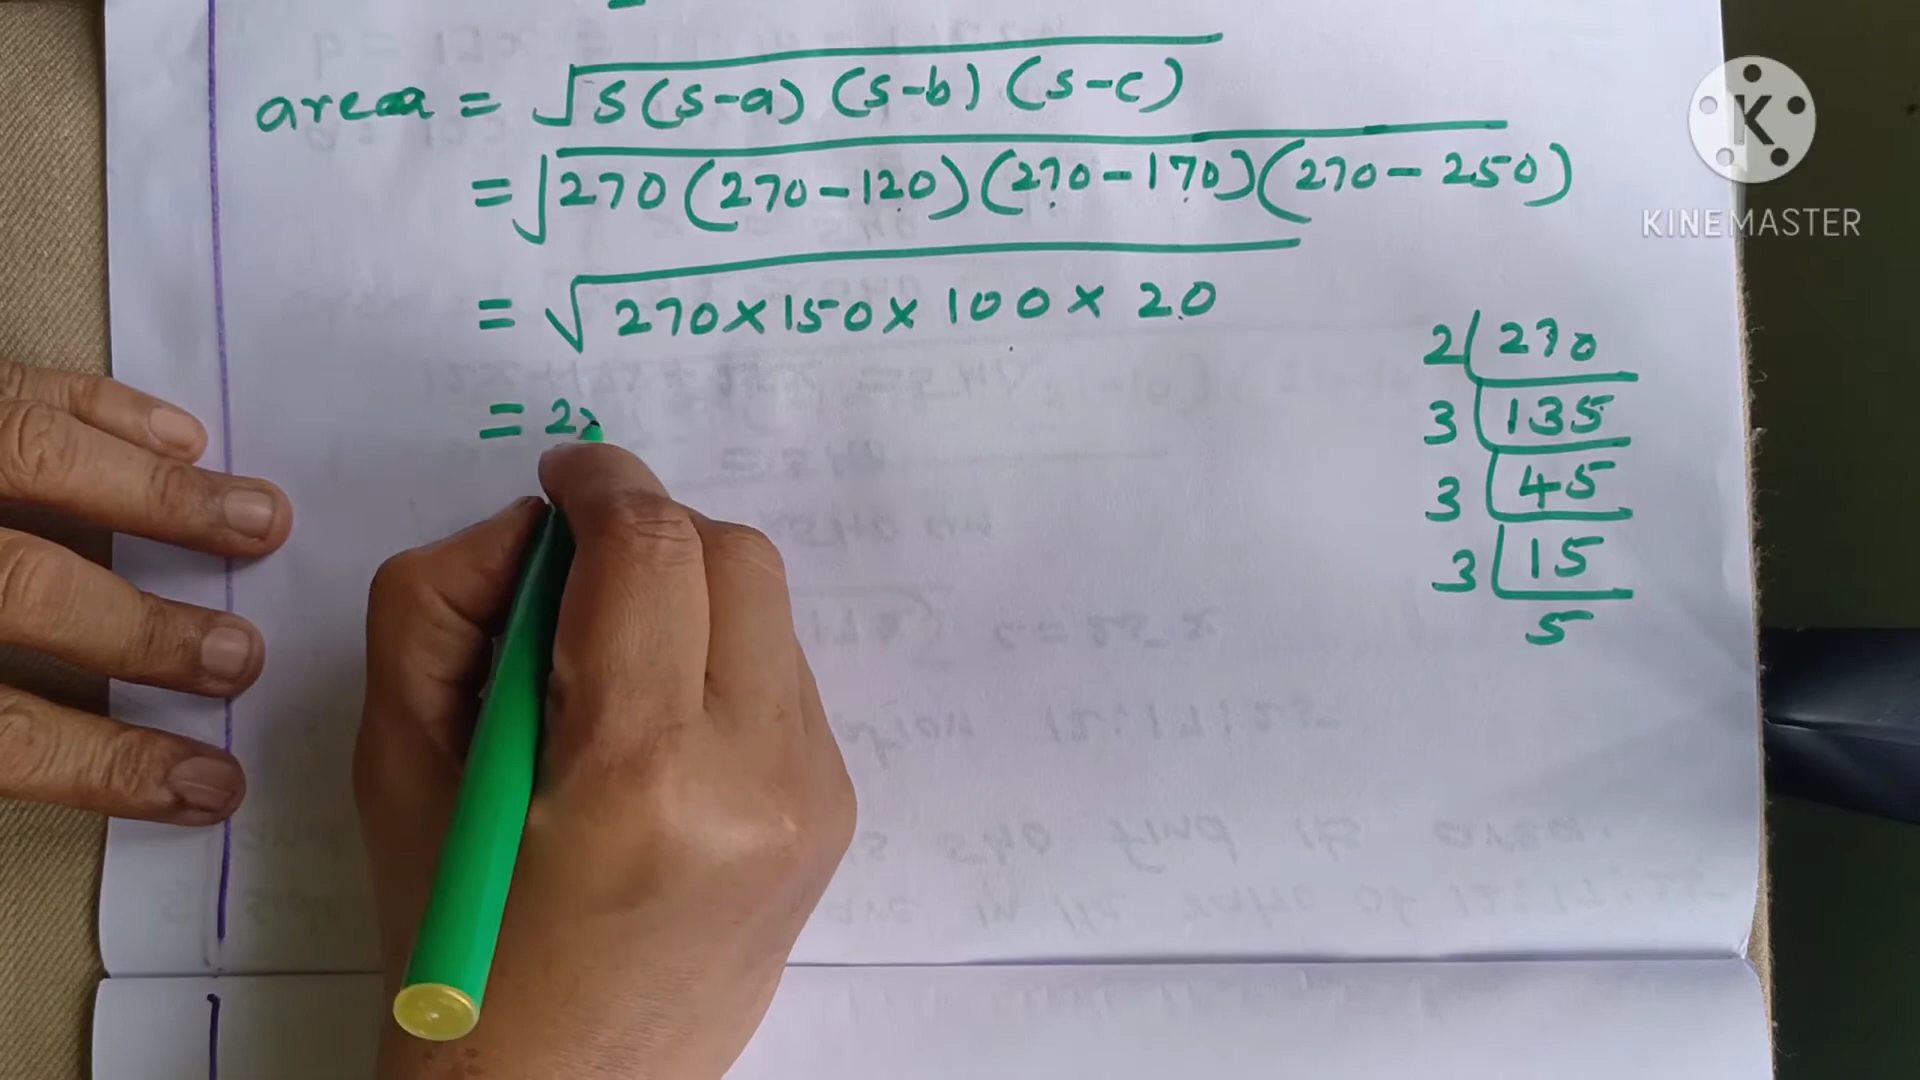 area = √s(s-a) (s-b) (s-c)
= √270 (270-120) (270-170) (270-250)
= √270×150×100×20
= 2×
2 270
3 135
3 45
3 15
5
K
KINEMASTER